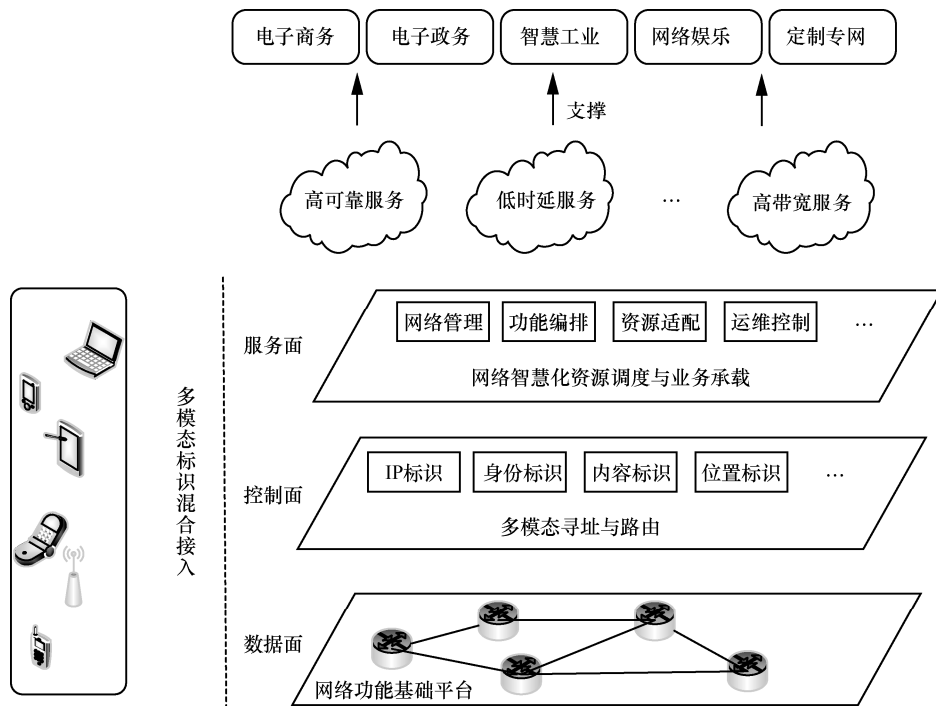 电子商务
电子政务
智慧工业
网络娱乐
定制专网
支撑
高可靠服务
低时延服务
…
高带宽服务
多模态标识混合接入
服务面
网络管理
功能编排
资源适配
运维控制
…
网络智慧化资源调度与业务承载
控制面
IP标识
身份标识
内容标识
位置标识
…
多模态寻址与路由
数据面
网络功能基础平台